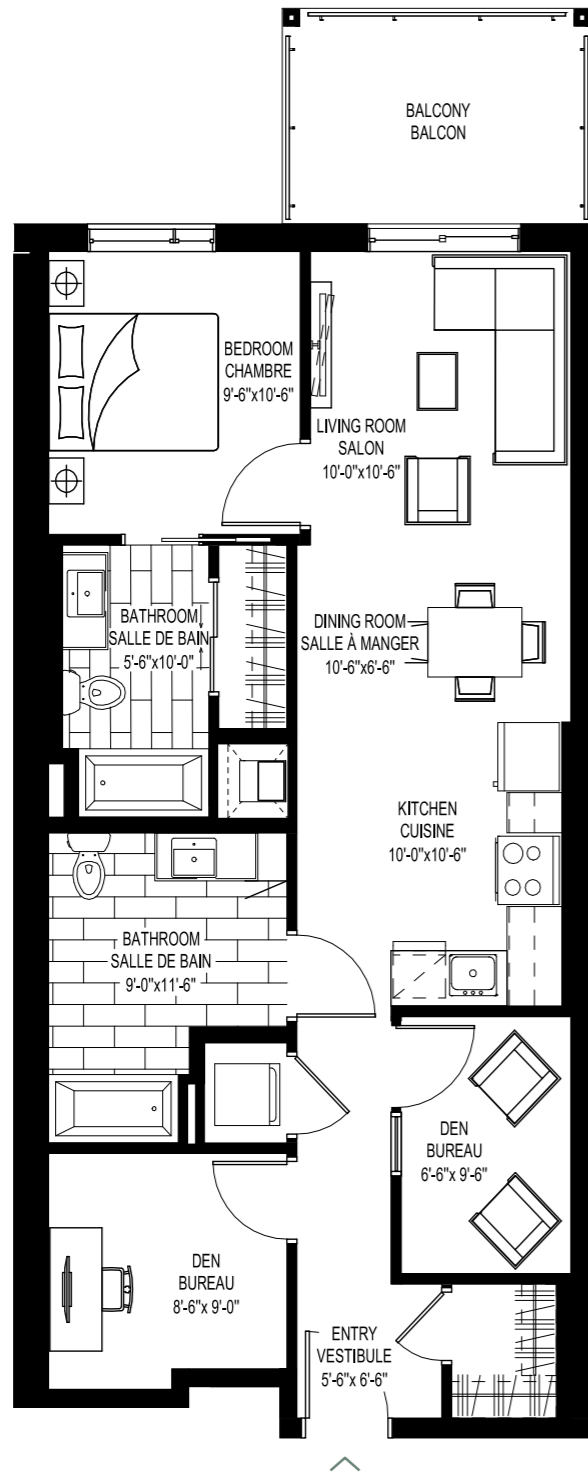 BALCONY
BALCON
BEDROOM
CHAMBRE
9'-6"x10'-6"
LIVING ROOM
SALON
10'-0"x10'-6"
BATHROOM
SALLE DE BAIN
5'-6"x10'-0"
DINING ROOM
SALLE À MANGER
10'-6"x6'-6"
KITCHEN
CUISINE
10'-0"x10'-6"
BATHROOM
SALLE DE BAIN
9'-0"x11'-6"
DEN
BUREAU
6'-6"x 9'-6"
DEN
BUREAU
8'-6"x 9'-0"
ENTRY
VESTIBULE
5'-6"x 6'-6"